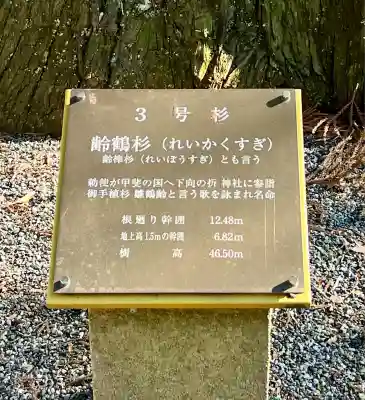 3号杉
齢鶴杉(れいかくすぎ)
齢棒杉(れいぼうすぎ)とも言う
勅使が甲斐の国へ下向の折 神社に参詣
御手植杉 雛鶴齢と言う歌を詠まれ名命
根廻り幹囲 12.48m
地上高1.5mの幹囲 6.82m
樹高 46.50m